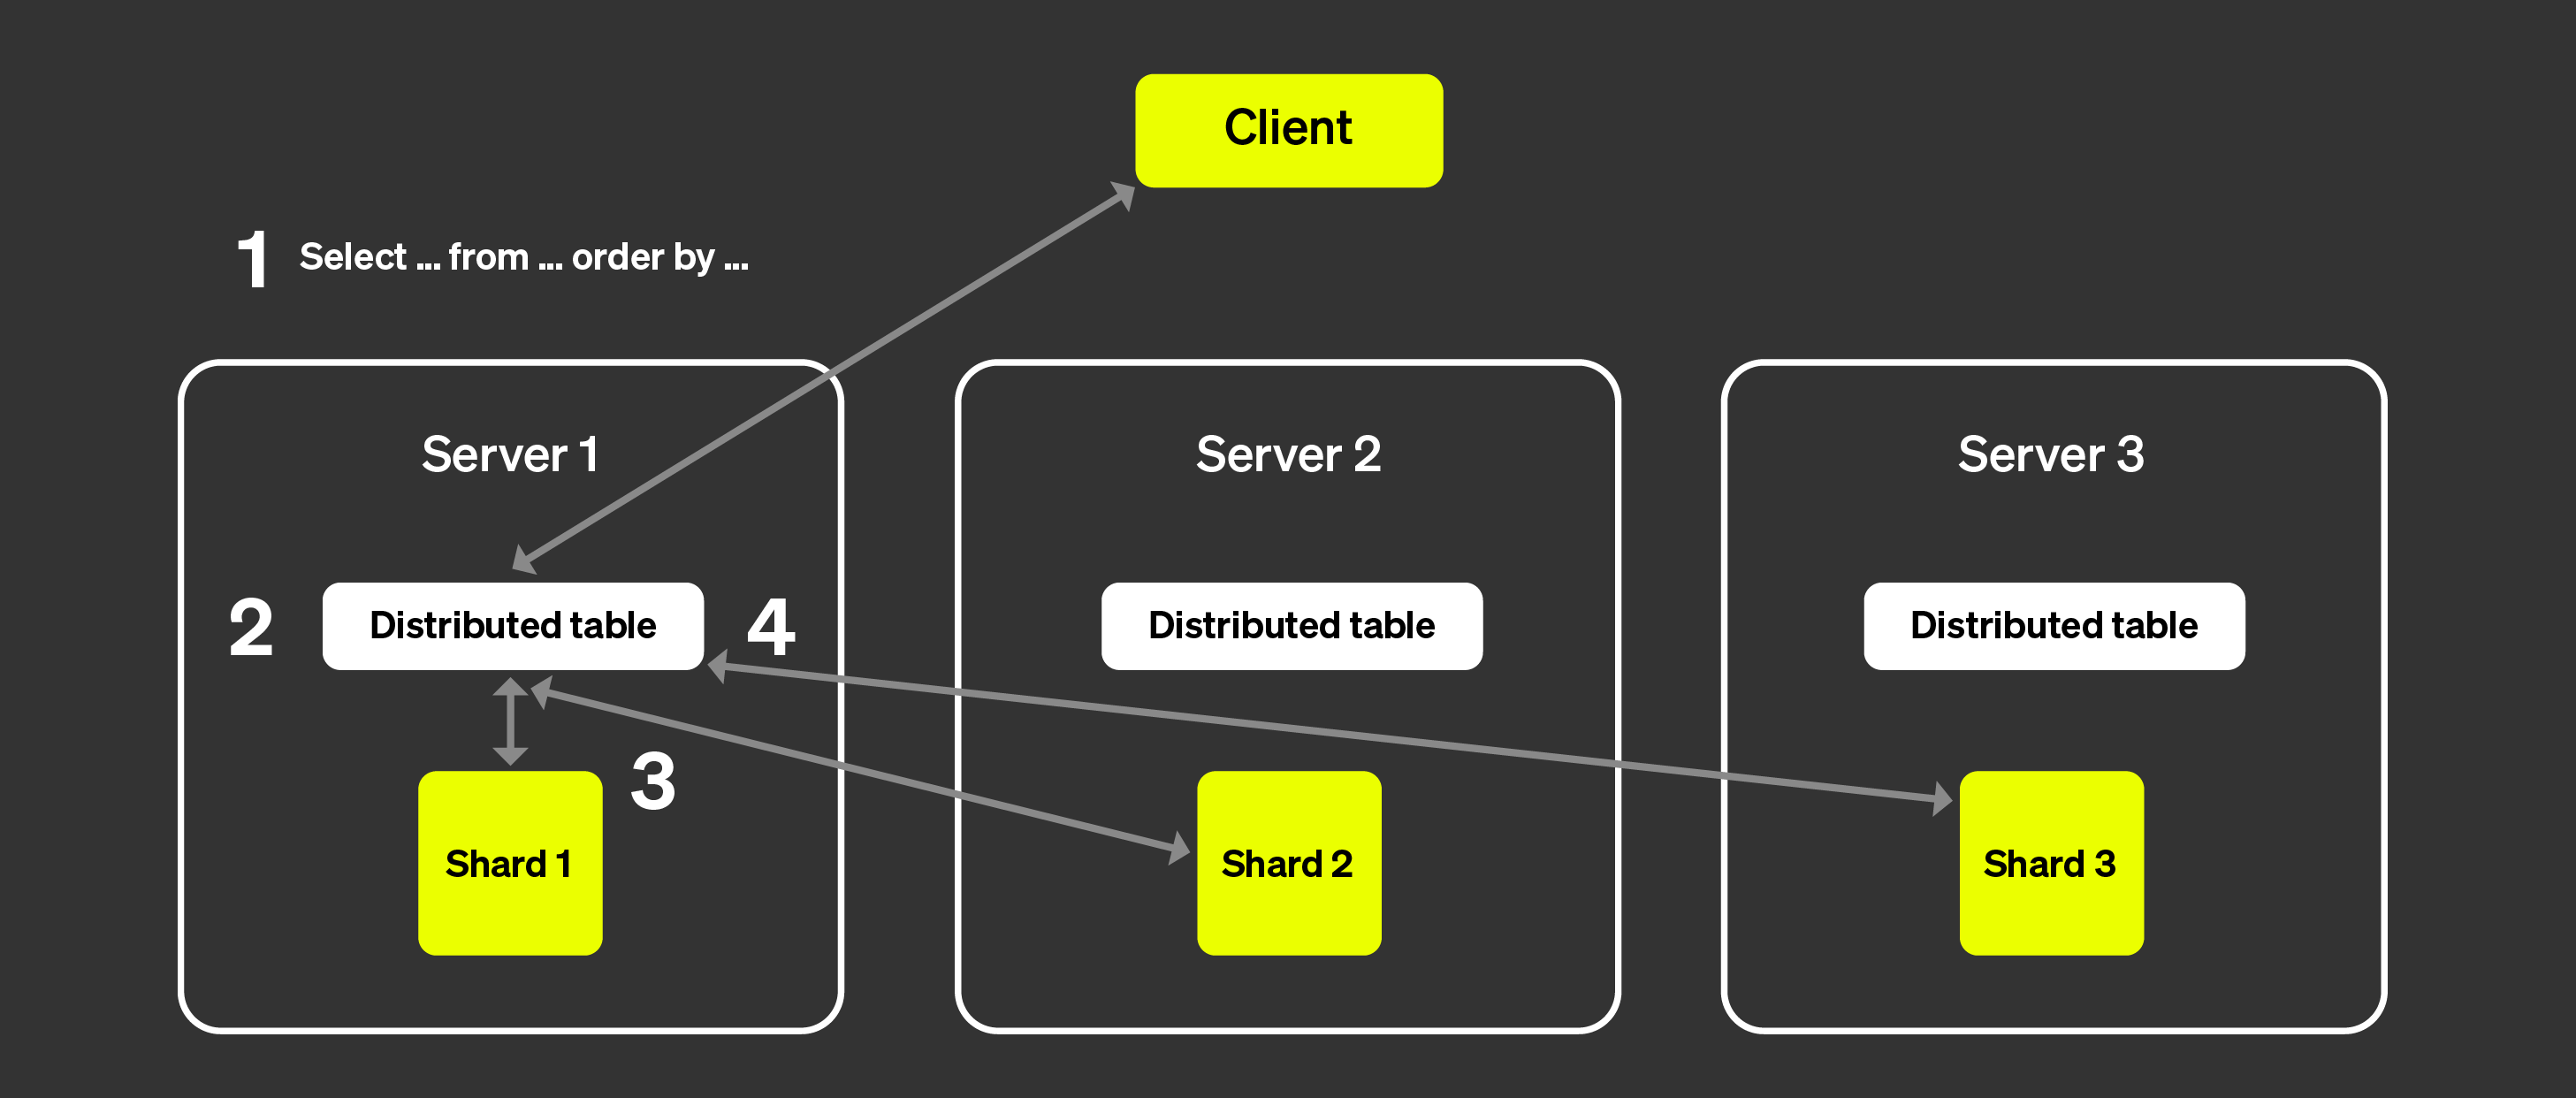 Client
1 Select ... from ... order by ...
Server 1
Server 2
Server 3
2 Distributed table 4
Distributed table
Distributed table
3
Shard 1
Shard 2
Shard 3